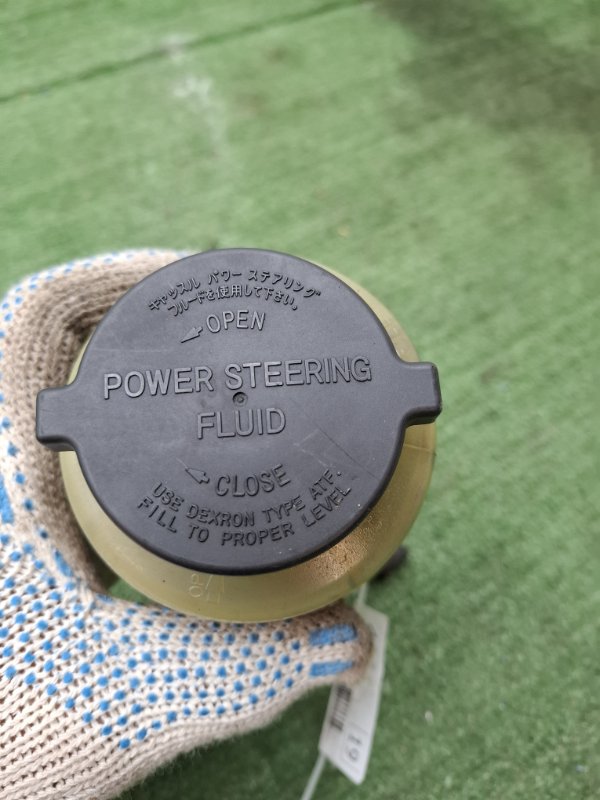 キャッスル パワー ステアリング
フルードを使用して下さい。
OPEN
POWER STEERING
FLUID
CLOSE
USE DEXRON TYPE ATF.
FILL TO PROPER LEVEL
19